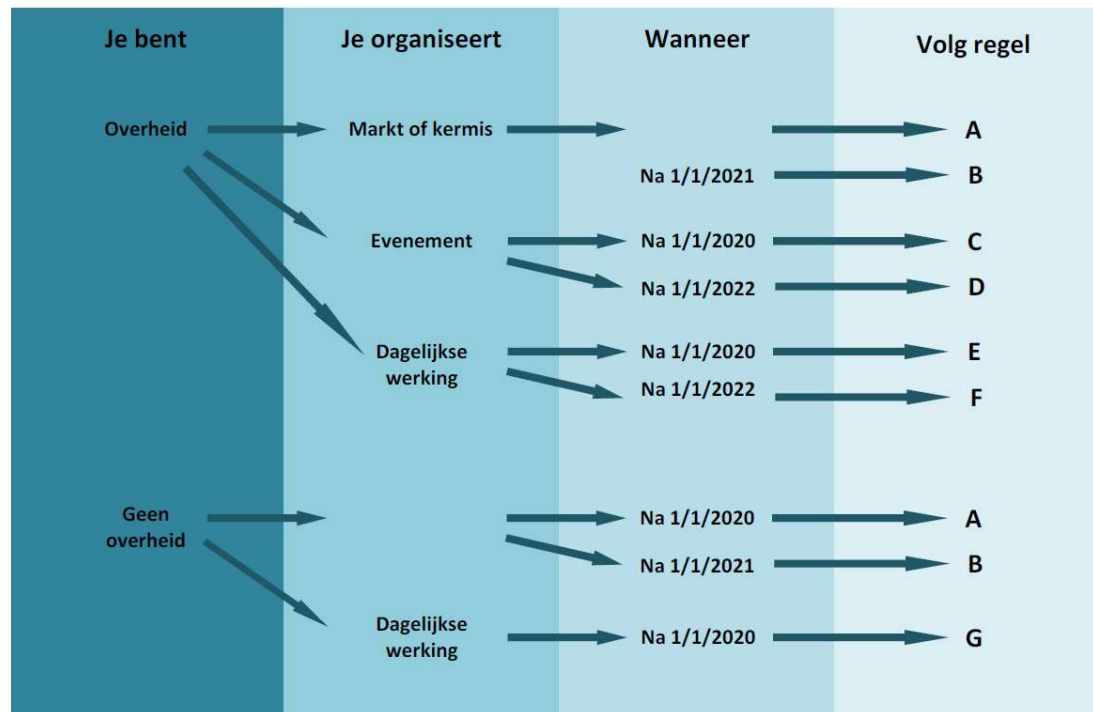 Je bent
Je organiseert
Wanneer
Volg regel
Overheid
Markt of kermis
A
Na 1/1/2021
B
Evenement
Na 1/1/2020
C
Na 1/1/2022
D
Dagelijkse
werking
Na 1/1/2020
E
Na 1/1/2022
F
Geen
overheid
Na 1/1/2020
A
Na 1/1/2021
B
Dagelijkse
werking
Na 1/1/2020
G